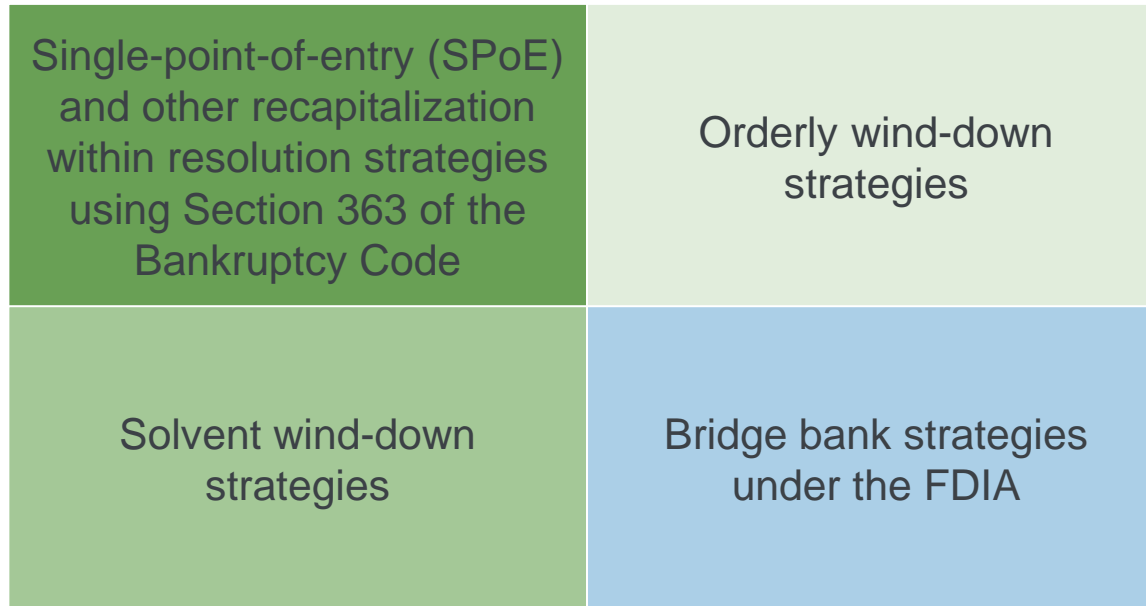 Single-point-of-entry (SPoE)
and other recapitalization
within resolution strategies
using Section 363 of the
Bankruptcy Code
Orderly wind-down
strategies
Solvent wind-down
strategies
Bridge bank strategies
under the FDIA